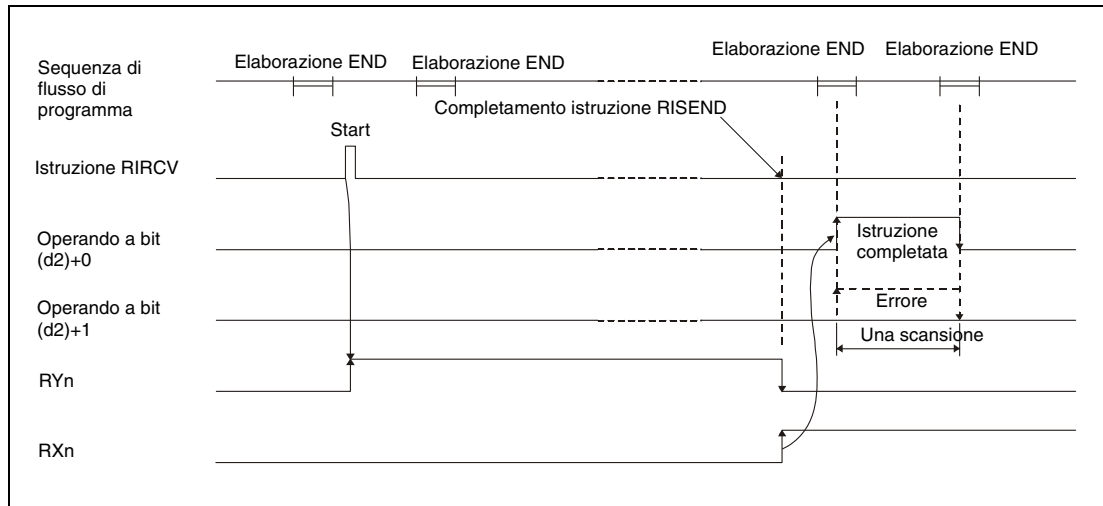 Elaborazione END
Elaborazione END
Elaborazione END
Elaborazione END
Sequenza di
flusso di
programma
Completamento istruzione RISEND
Start
Istruzione RIRCV
Operando a bit
(d2)+0
Istruzione
completata
Operando a bit
(d2)+1
Errore
Una scansione
RYn
RXn